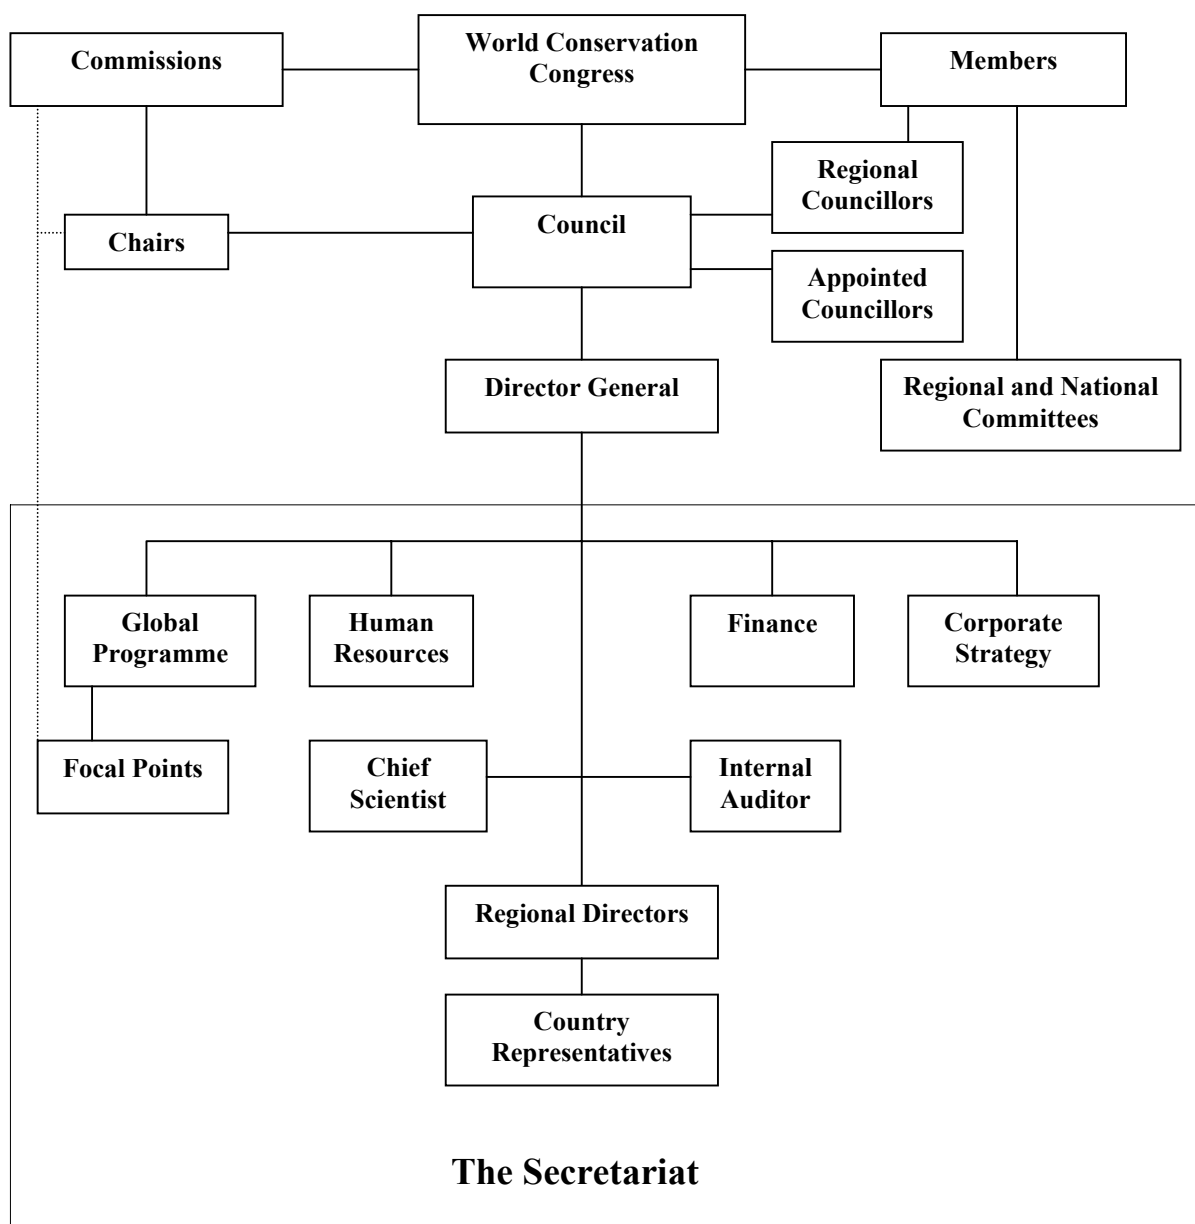 Commissions
World Conservation
Congress
Members
Regional
Councillors
Council
Chairs
Appointed
Councillors
Director General
Regional and National
Committees
Global
Programme
Human
Resources
Finance
Corporate
Strategy
Focal Points
Chief
Scientist
Internal
Auditor
Regional Directors
Country
Representatives
The Secretariat